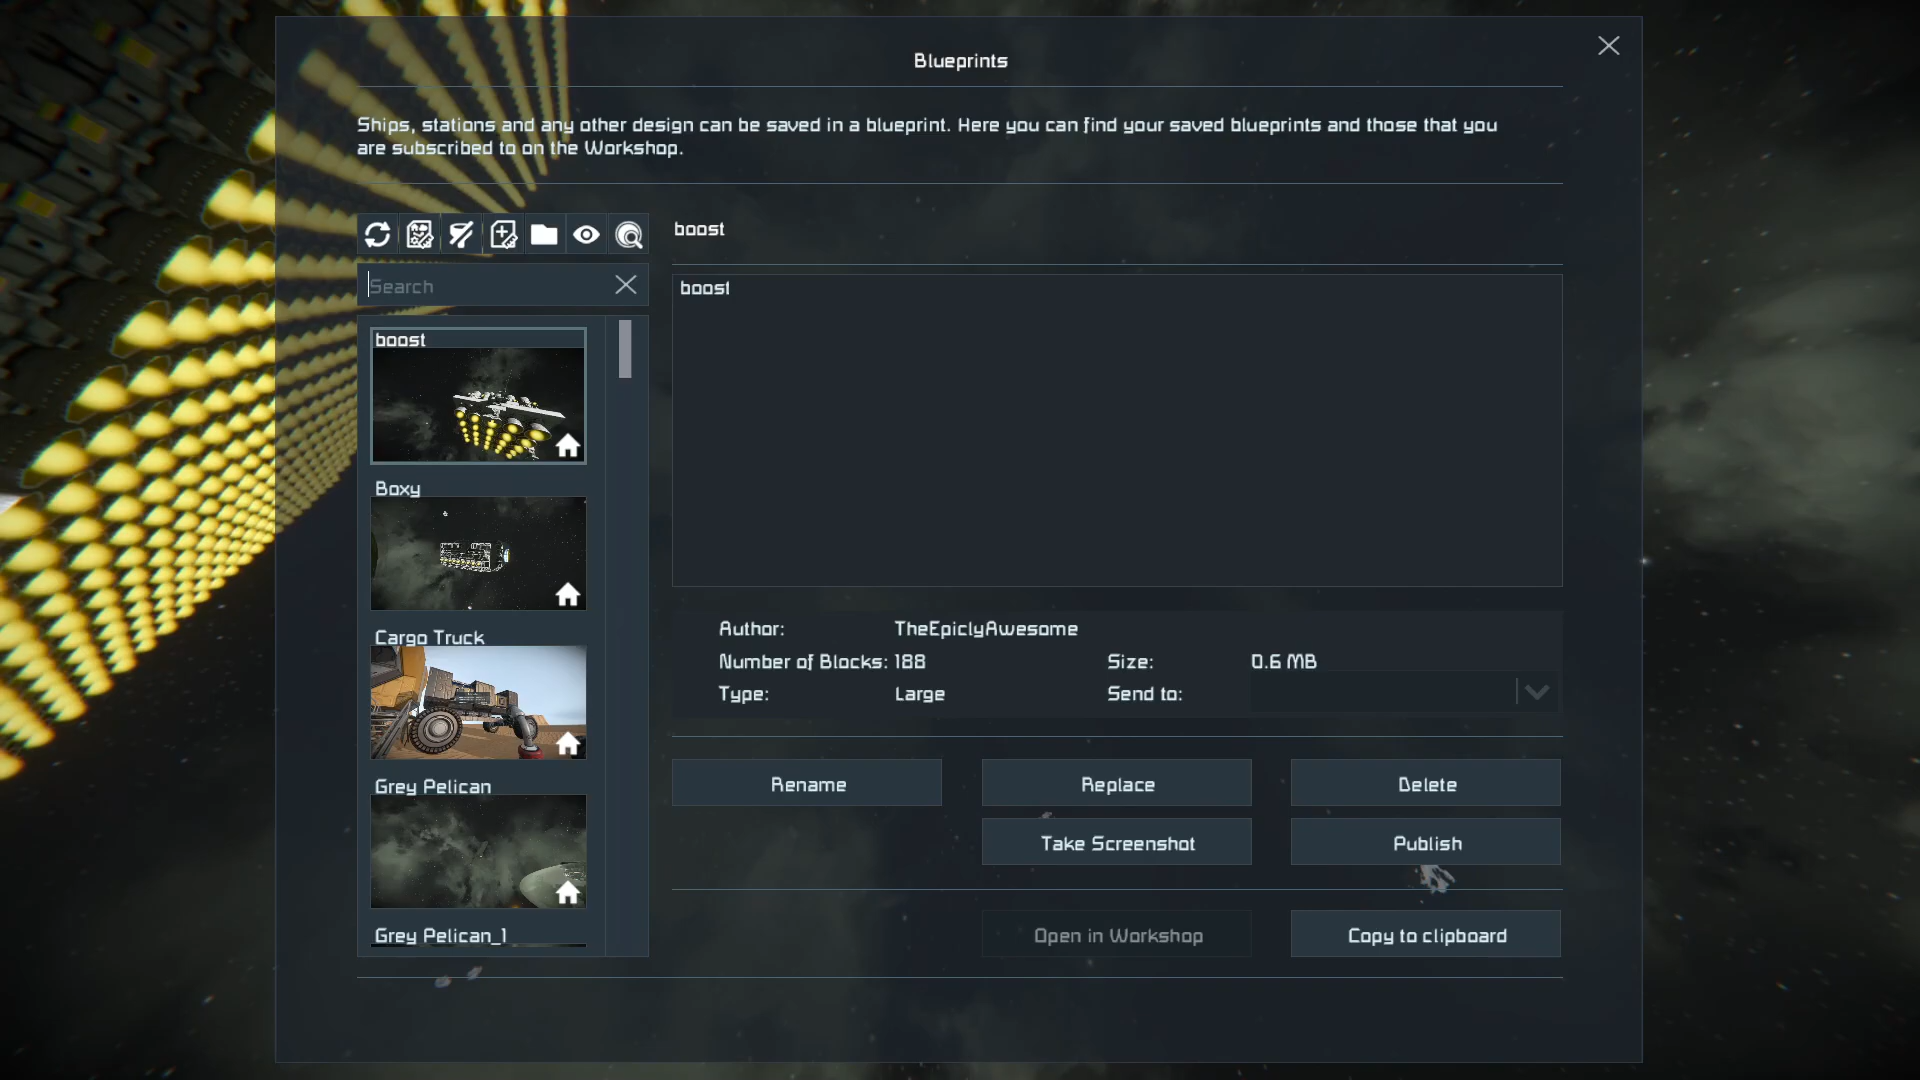 Blueprints
Ships, stations and any other design can be saved in a blueprint. Here you can find your saved blueprints and those that you
are subscribed to on the Workshop.
Search
boost
Boxy
Cargo Truck
Grey Pelican
Grey Pelican_1
boost
boost
Author: TheEpiclyAwesome
Number of Blocks: 188 Size: 0.6 MB
Type: Large Send to:
Rename Replace Delete
Take Screenshot Publish
Open in Workshop Copy to clipboard